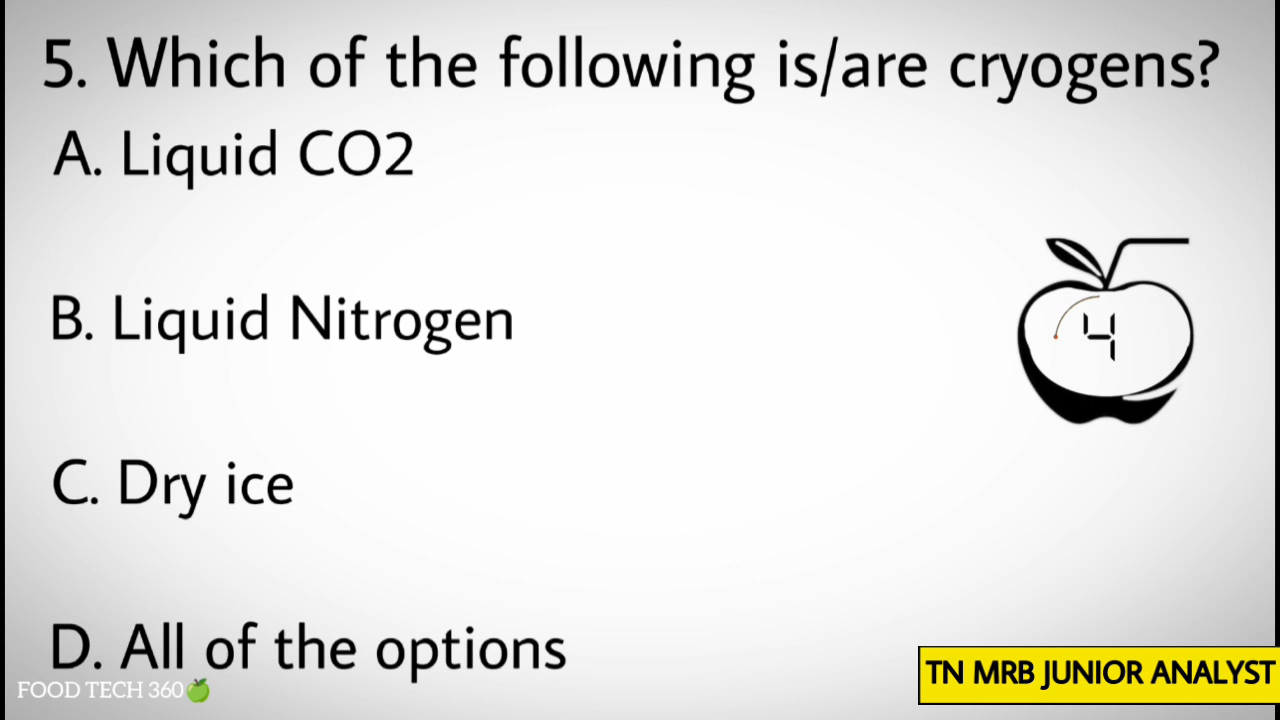 5. Which of the following is/are cryogens?
A. Liquid CO2
B. Liquid Nitrogen
4
C. Dry ice
D. All of the options
FOOD TECH 360🍏
TN MRB JUNIOR ANALYST